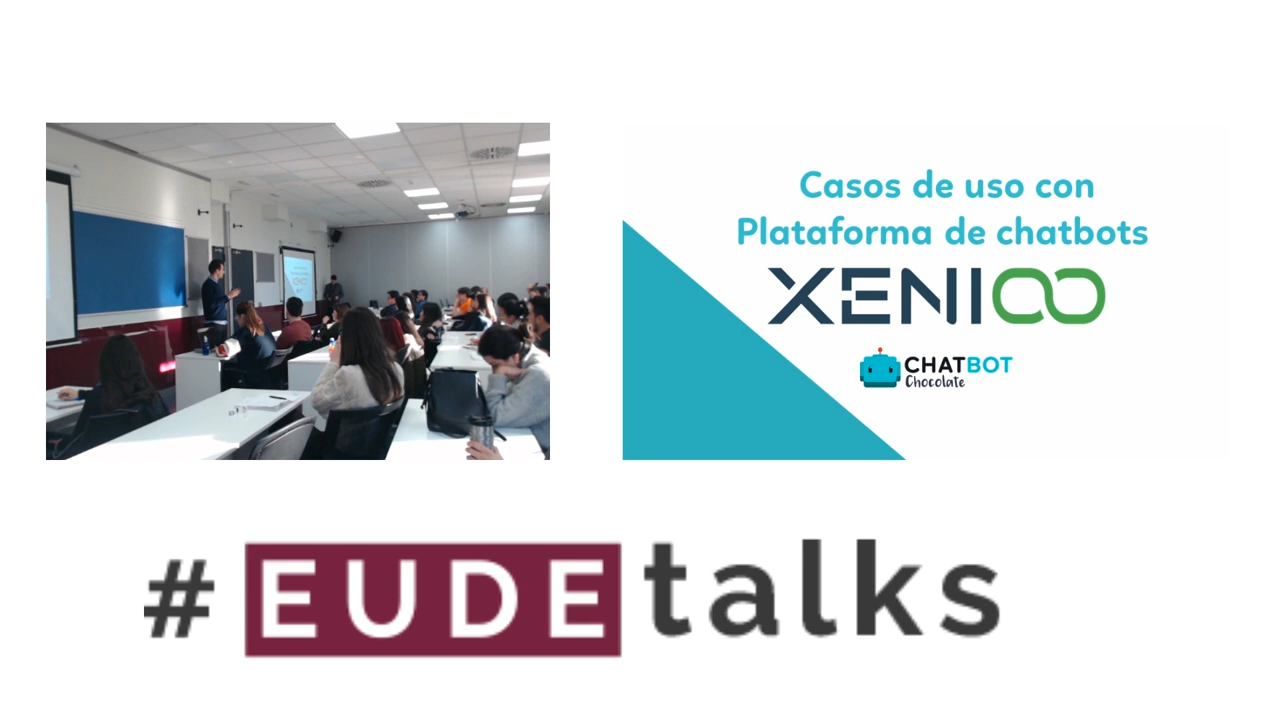 Casos de uso con
Plataforma de chatbots
XENIOO
CHATBOT
Chocolate
#EUDEtalks